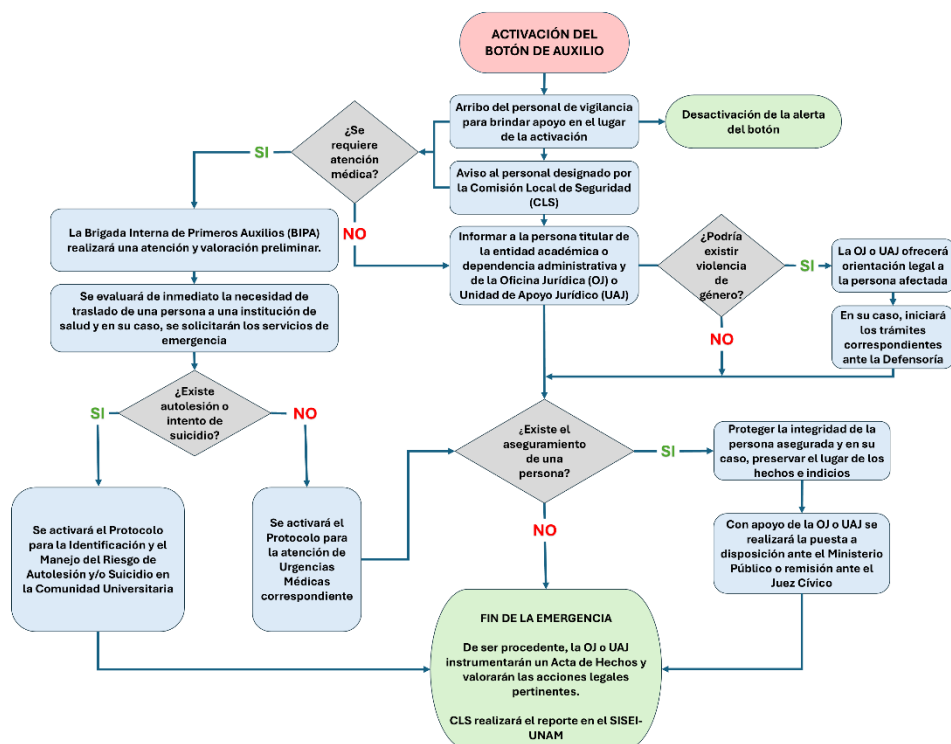 ACTIVACIÓN DEL
BOTÓN DE AUXILIO
Arribo del personal de vigilancia
para brindar apoyo en el lugar
de la activación
Desactivación de la alerta
del botón
¿Se
requiere
atención
médica?
SI
NO
Aviso al personal designado por
la Comisión Local de Seguridad
(CLS)
La Brigada Interna de Primeros Auxilios (BIPA)
realizará una atención y valoración preliminar.
Informar a la persona titular de
la entidad académica o
dependencia administrativa y
de la Oficina Jurídica (OJ) o
Unidad de Apoyo Jurídico (UAJ)
¿Podría
existir
violencia
de
género?
SI
NO
La OJ o UAJ ofrecerá
orientación legal a
la persona afectada
En su caso, iniciará
los trámites
correspondientes
ante la Defensoría
Se evaluará de inmediato la necesidad de
traslado de una persona a una institución
de salud y en su caso, se solicitarán los servicios de
emergencia
¿Existe
autolesión o
intento de
suicidio?
SI
NO
¿Existe el
aseguramiento
de una
persona?
SI
NO
Proteger la integridad de la
persona asegurada y en su
caso, preservar el lugar de los
hechos e indicios
Se activará el Protocolo
para la Identificación y el
Manejo del Riesgo de
Autolesión y/o Suicidio en
la Comunidad Universitaria
Se activará el
Protocolo para
la atención de
Urgencias
Médicas
correspondiente
Con apoyo de la OJ o UAJ se
realizará la puesta a
disposición ante el Ministerio
Público o remisión ante el
Juez Cívico
FIN DE LA EMERGENCIA
De ser procedente, la OJ o UAJ
instrumentarán un Acta de Hechos y
valorarán las acciones legales
pertinentes.
CLS realizará el reporte en el SISEI-
UNAM